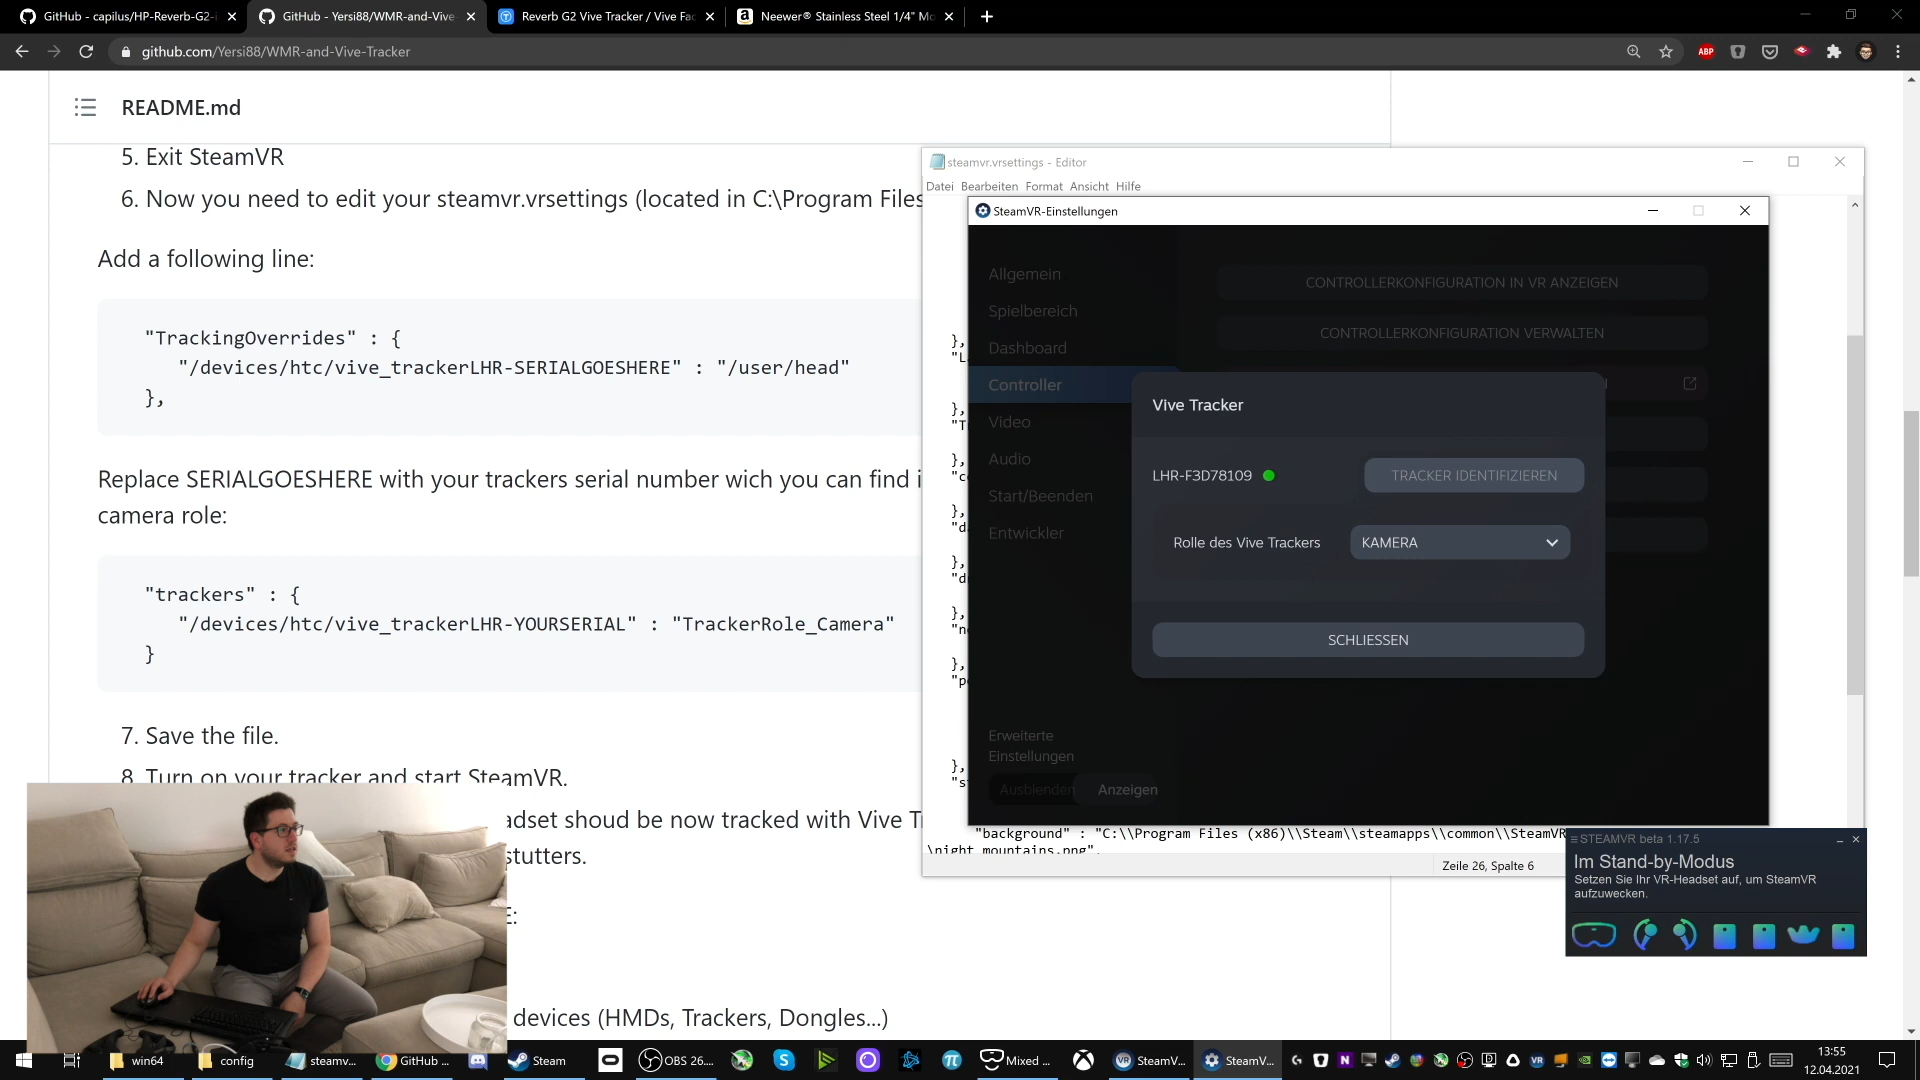 GitHub - capilus/HP-Reverb-G2-i
GitHub - Yersi88/WMR-and-Vive-
Reverb G2 Vive Tracker / Vive Fac
Neewer® Stainless Steel 1/4" Mo
github.com/Yersi88/WMR-and-Vive-Tracker
ABP
README.md
5. Exit SteamVR
6. Now you need to edit your steamvr.vrsettings (located in C:\Program Files
Add a following line:
"TrackingOverrides" : {
"/devices/htc/vive_trackerLHR-SERIALGOESHERE" : "/user/head"
},
Replace SERIALGOESHERE with your trackers serial number wich you can find i
camera role:
"trackers" : {
"/devices/htc/vive_trackerLHR-YOURSERIAL" : "TrackerRole_Camera"
}
7. Save the file.
8. Turn on your tracker and start SteamVR.
adset shoud be now tracked with Vive Tr
stutters.
E:
devices (HMDs, Trackers, Dongles...)
steamvr.vrsettings - Editor
Datei Bearbeiten Format Ansicht Hilfe
},
"L
},
"T
},
"c
},
"d
},
"d
},
"n
},
"p
},
"s
"background" : "C:\\Program Files (x86)\\Steam\\steamapps\\common\\SteamVR
\night_mountains.png",
Zeile 26, Spalte 6
SteamVR-Einstellungen
Allgemein
Spielbereich
Dashboard
Controller
Video
Audio
Start/Beenden
Entwickler
Erweiterte
Einstellungen
Ausblenden
Anzeigen
CONTROLLERKONFIGURATION IN VR ANZEIGEN
CONTROLLERKONFIGURATION VERWALTEN
Vive Tracker
LHR-F3D78109
TRACKER IDENTIFIZIEREN
Rolle des Vive Trackers
KAMERA
SCHLIESSEN
STEAMVR beta 1.17.5
Im Stand-by-Modus
Setzen Sie Ihr VR-Headset auf, um SteamVR
aufzuwecken.
win64
config
steamv...
GitHub ...
Steam
OBS 26....
Mixed ...
SteamV...
SteamV...
13:55
12.04.2021